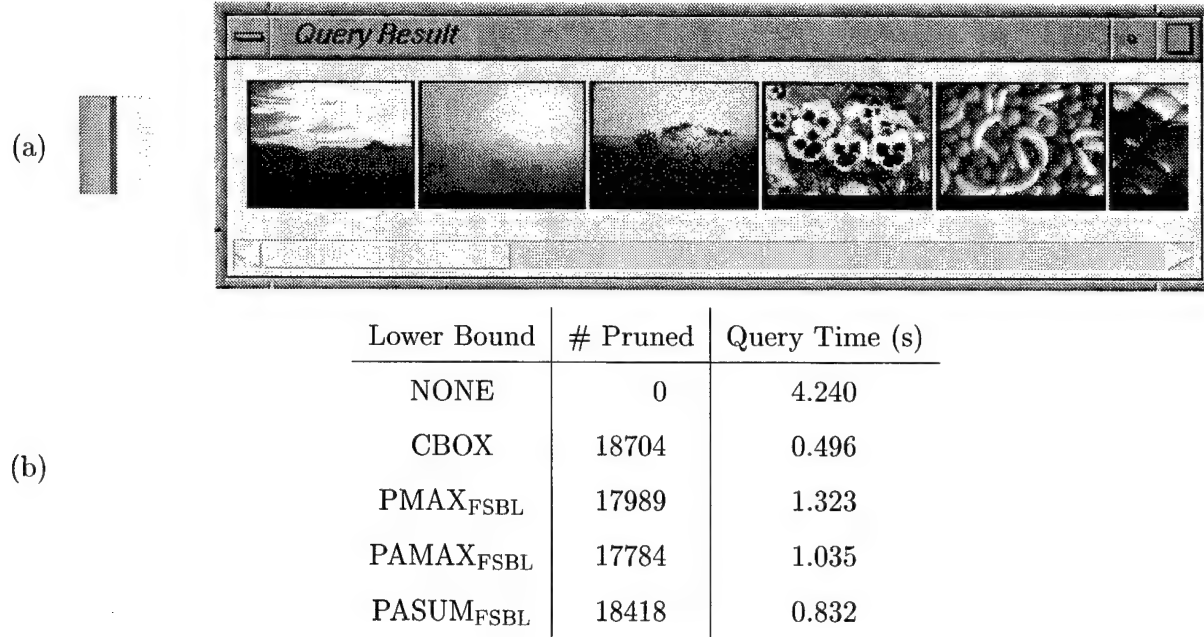 Query Result
(a)
Lower Bound # Pruned Query Time (s)
NONE 0 4.240
CBOX 18704 0.496
(b)
PMAX_FSBL 17989 1.323
PAMAX_FSBL 17784 1.035
PASUM_FSBL 18418 0.832